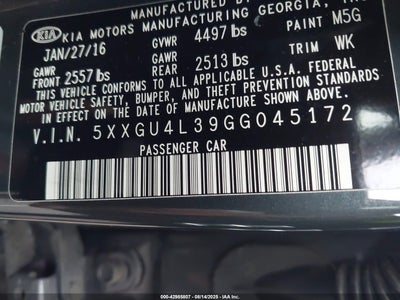 MANUFACTURED BY
KIA KIA MOTORS MANUFACTURING GEORGIA, INC
JAN/27/16 GVWR 4497 lbs PAINT M5G
GAWR FRONT 2557 lbs GAWR REAR 2513 lbs TRIM WK
THIS VEHICLE CONFORMS TO ALL APPLICABLE U.S.A. FEDERAL
MOTOR VEHICLE SAFETY, BUMPER, AND THEFT PREVENTION STANDARDS
IN EFFECT ON THE DATE OF MANUFACTURE SHOWN ABOVE.
V.I.N. 5XXGU4L39GG045172
PASSENGER CAR
© 42965807 - 08/14/2025 - IAA Inc.